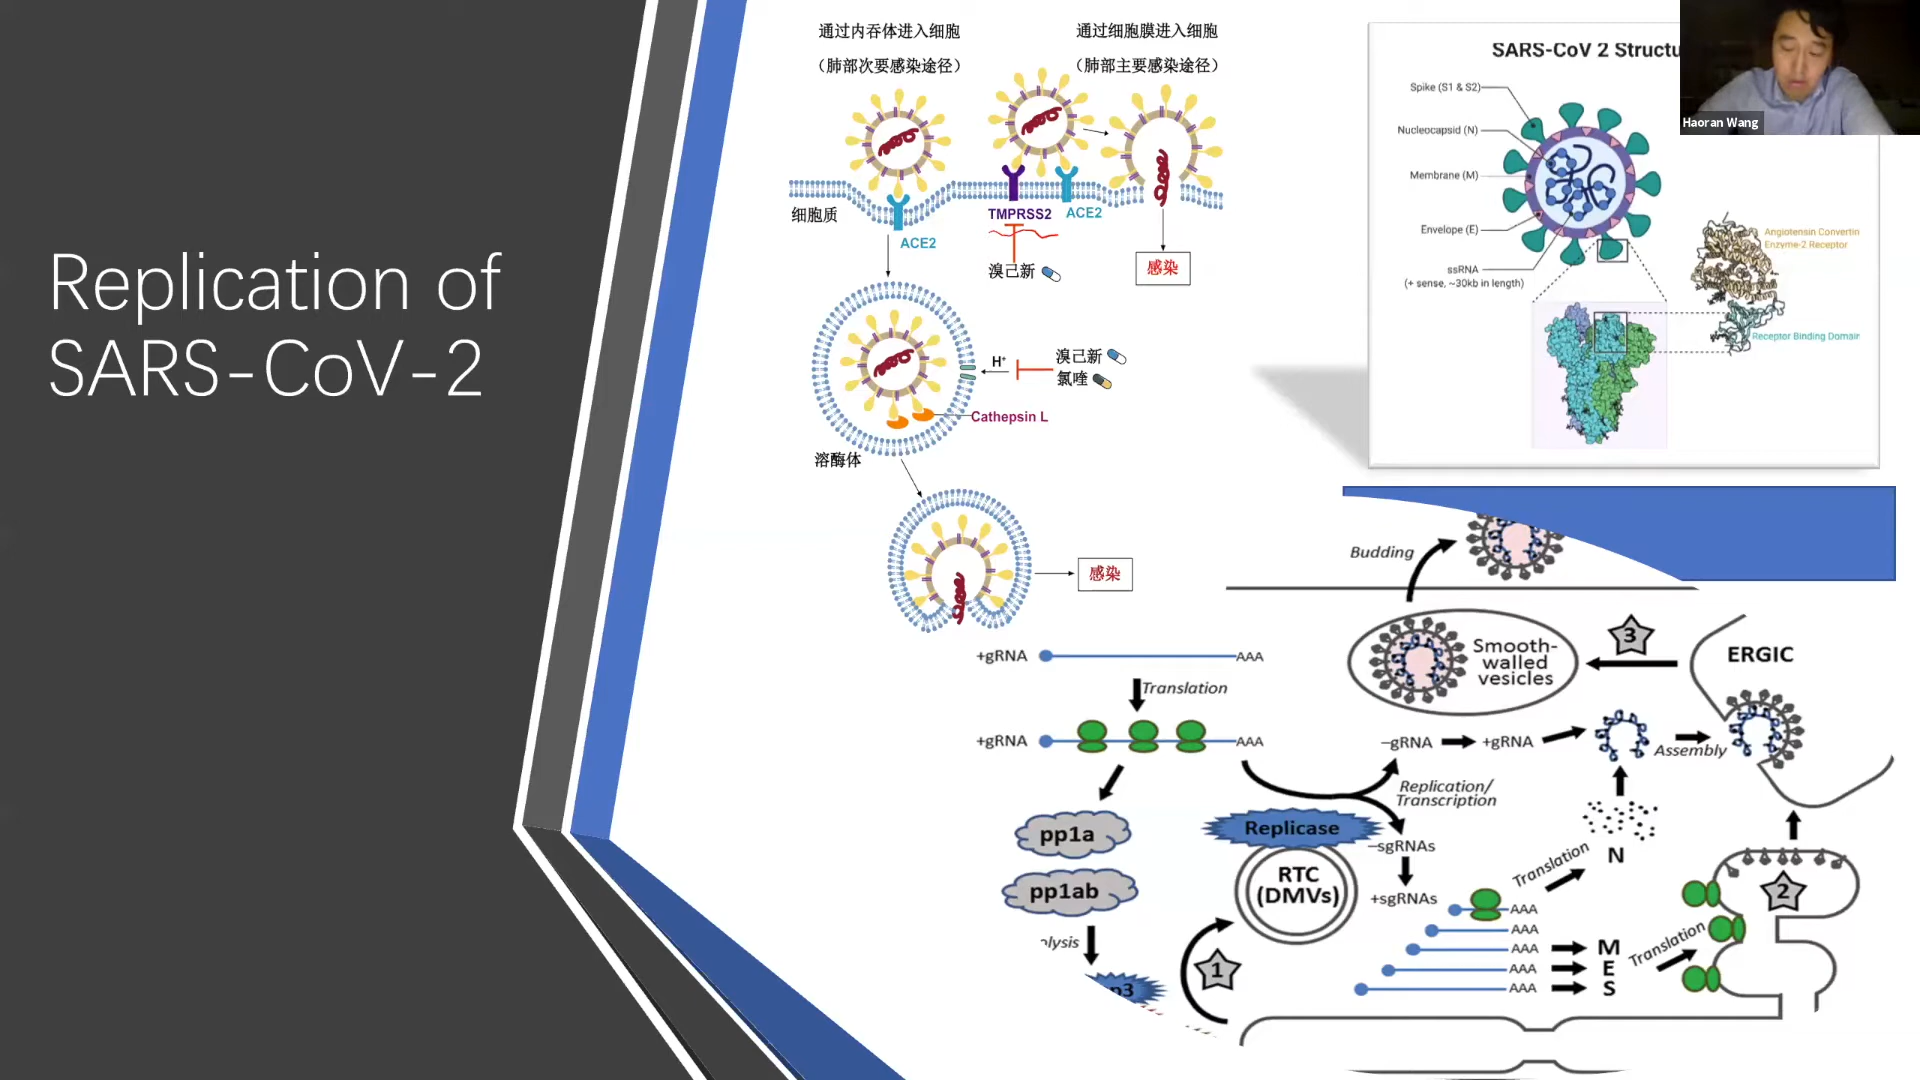 Replication of
SARS-CoV-2
通过内吞体进入细胞
（肺部次要感染途径）
通过细胞膜进入细胞
（肺部主要感染途径）
细胞质
ACE2
TMPRSS2
ACE2
溴己新
感染
H+
溴己新
氯喹
Cathepsin L
溶酶体
感染
SARS-CoV 2 Structu
Spike (S1 & S2)
Nucleocapsid (N)
Membrane (M)
Envelope (E)
ssRNA
(+ sense, ~30kb in length)
Angiotensin Convertin
Enzyme-2 Receptor
Receptor Binding Domain
Haoran Wang
Budding
Smooth-
walled
vesicles
3
ERGIC
+gRNA
AAA
Translation
+gRNA
AAA
–gRNA
+gRNA
Assembly
Replication/
Transcription
pp1a
pp1ab
olysis
p3
Replicase
RTC
(DMVs)
1
–sgRNAs
+sgRNAs
Translation
N
AAA
AAA
AAA
M
AAA
E
AAA
S
Translation
2